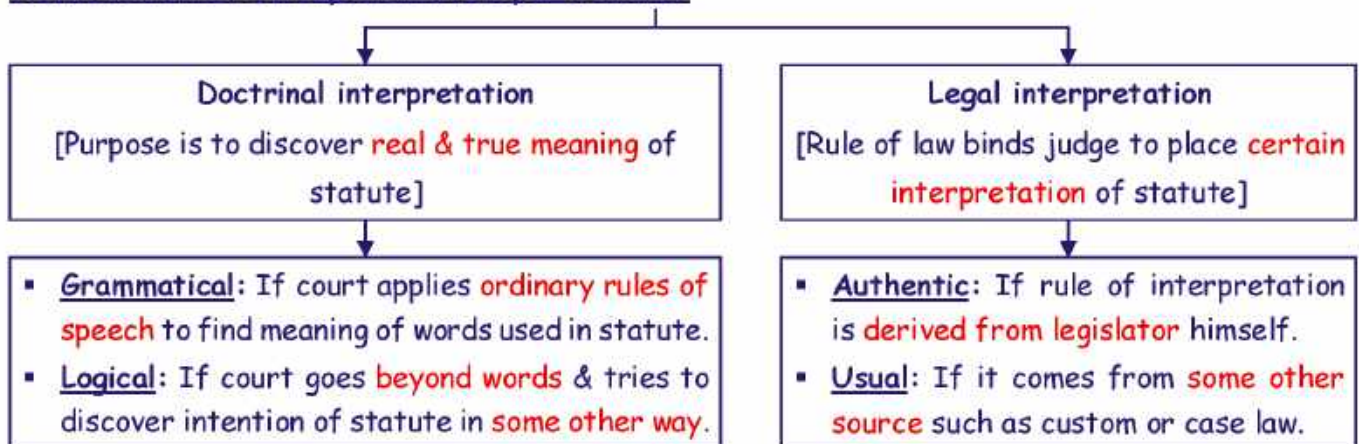 Doctrinal interpretation
[Purpose is to discover real & true meaning of
statute]
Legal interpretation
[Rule of law binds judge to place certain
interpretation of statute]
▪ Grammatical: If court applies ordinary rules of
speech to find meaning of words used in statute.
▪ Logical: If court goes beyond words & tries to
discover intention of statute in some other way.
▪ Authentic: If rule of interpretation
is derived from legislator himself.
▪ Usual: If it comes from some other
source such as custom or case law.